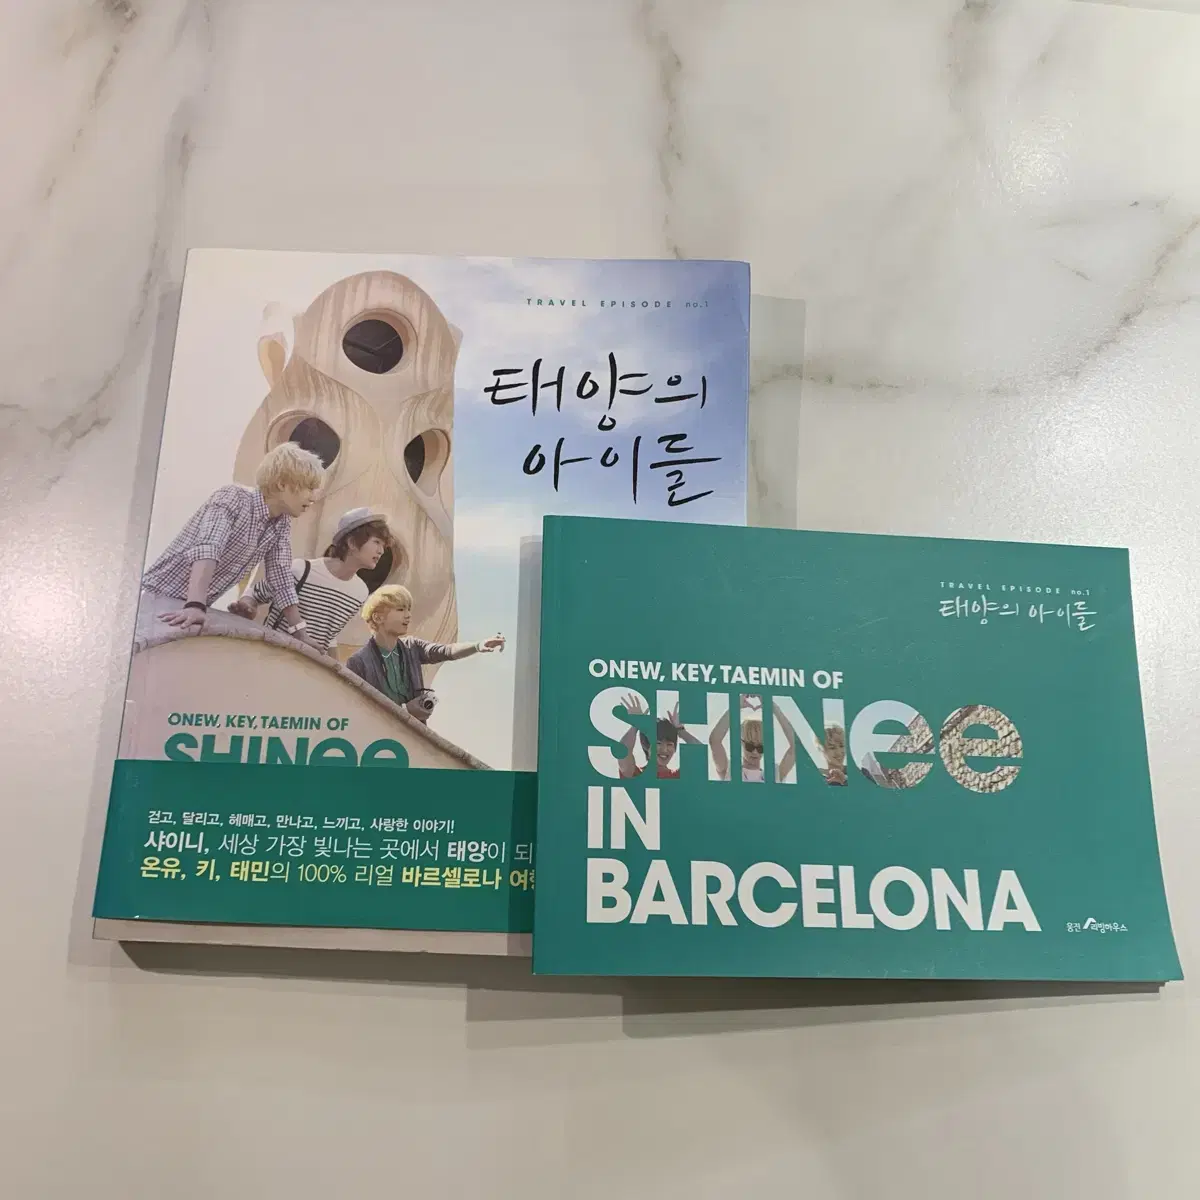 TRAVEL EPISODE no.1
태양의
아이들
ONEW, KEY, TAEMIN OF
SHINee
걷고, 달리고, 헤매고, 만나고, 느끼고, 사랑한 이야기!
샤이니, 세상 가장 빛나는 곳에서 태양이 되
온유, 키, 태민의 100% 리얼 바르셀로나 여행
TRAVEL EPISODE no.1
태양의 아이들
ONEW, KEY, TAEMIN OF
SHINee
IN
BARCELONA
웅진 리빙하우스